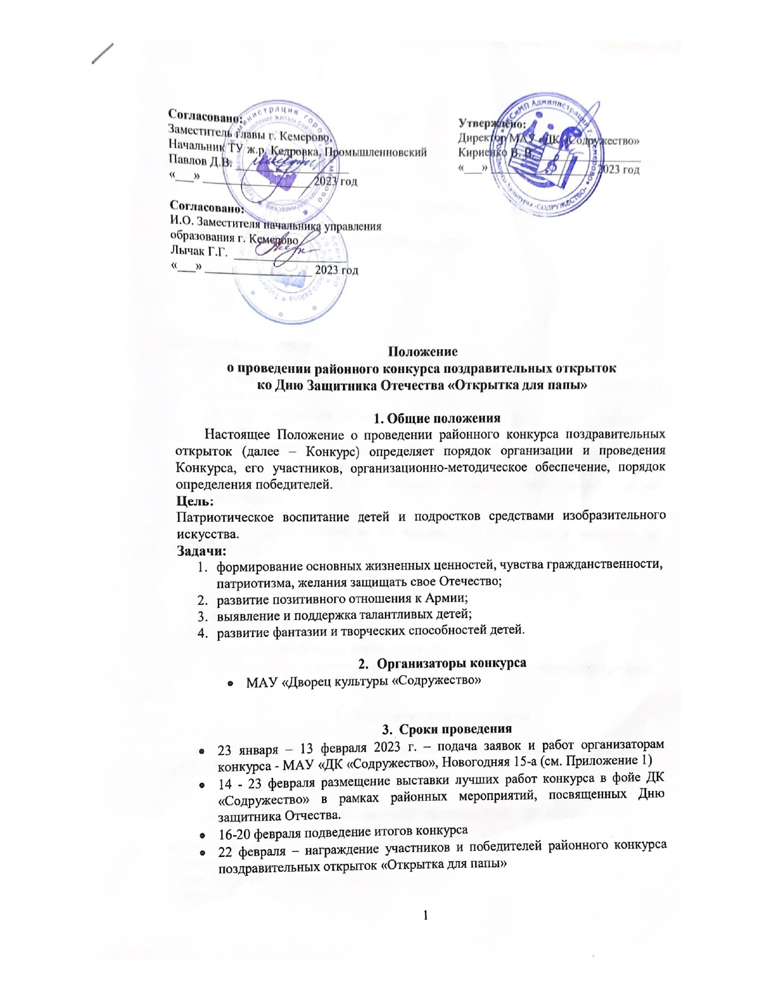 Согласовано:
Заместитель главы г. Кемерово,
Начальник ТУ ж.р. Кедровка, Промышленновский
Павлов Д.В. ___________________
«___» ___________________ 2023 год
Утверждено:
Директор МАУ «ДК «Содружество»
Кириенко В. В. ___________________
«___» ___________________ 2023 год
Согласовано:
И.О. Заместителя начальника управления
образования г. Кемерово
Лычак Г.Г. ___________________
«___» ___________________ 2023 год
Положение
о проведении районного конкурса поздравительных открыток
ко Дню Защитника Отечества «Открытка для папы»
1. Общие положения
Настоящее Положение о проведении районного конкурса поздравительных
открыток (далее – Конкурс) определяет порядок организации и проведения
Конкурса, его участников, организационно-методическое обеспечение, порядок
определения победителей.
Цель:
Патриотическое воспитание детей и подростков средствами изобразительного
искусства.
Задачи:
1. формирование основных жизненных ценностей, чувства гражданственности,
патриотизма, желания защищать свое Отечество;
2. развитие позитивного отношения к Армии;
3. выявление и поддержка талантливых детей;
4. развитие фантазии и творческих способностей детей.
2. Организаторы конкурса
• МАУ «Дворец культуры «Содружество»
3. Сроки проведения
• 23 января – 13 февраля 2023 г. – подача заявок и работ организаторам
конкурса - МАУ «ДК «Содружество», Новогодняя 15-а (см. Приложение 1)
• 14 - 23 февраля размещение выставки лучших работ конкурса в фойе ДК
«Содружество» в рамках районных мероприятий, посвященных Дню
защитника Отчества.
• 16-20 февраля подведение итогов конкурса
• 22 февраля – награждение участников и победителей районного конкурса
поздравительных открыток «Открытка для папы»
1